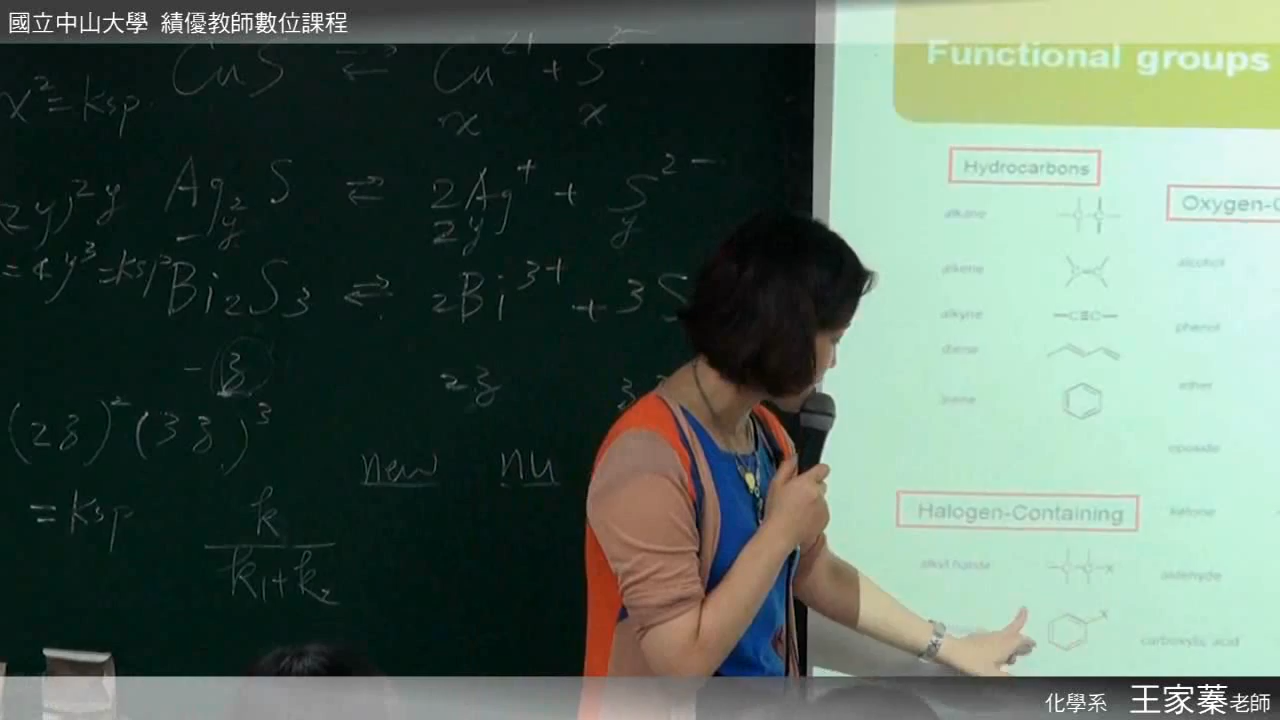 國立中山大學 績優教師數位課程
CuS ⇌ Cu²⁺ + S²⁻
x² = Ksp
x x
Ag₂S ⇌ 2Ag⁺ + S²⁻
(2y)²y
-y 2y y
= 4y³ = Ksp
Bi₂S₃ ⇌ 2Bi³⁺ + 3S
-z 2z 3
(2z)²(3z)³
= Ksp
new nu
k
k₁+k₂
Functional groups
Hydrocarbons
alkane
alkene
alkyne
diene
arene
Halogen-Containing
alkyl halide
Oxygen-C
alcohol
phenol
ether
epoxide
ketone
aldehyde
carboxylic acid
化學系 王家蓁老師